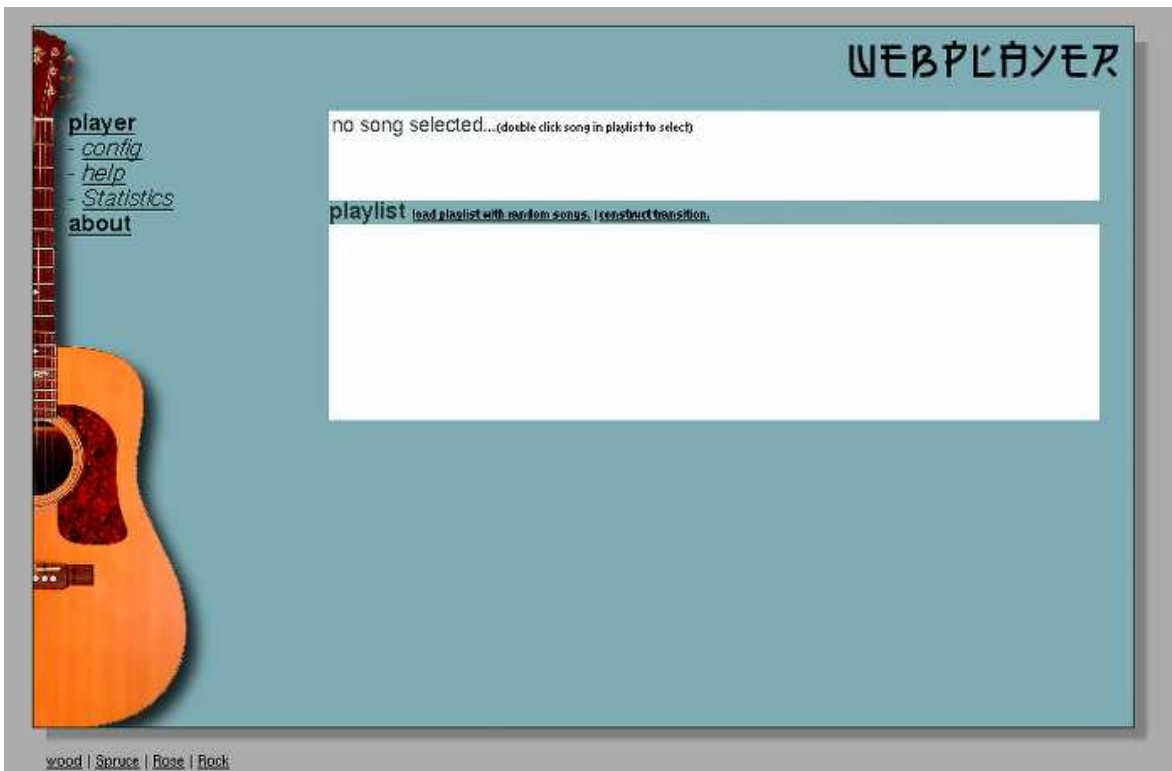 WEBPLAYER
player
- config
- help
- Statistics
about
no song selected...(double click song in playlist to select)
playlist load playlist with random songs. | construct transition.
wood | Spruce | Rose | Rock